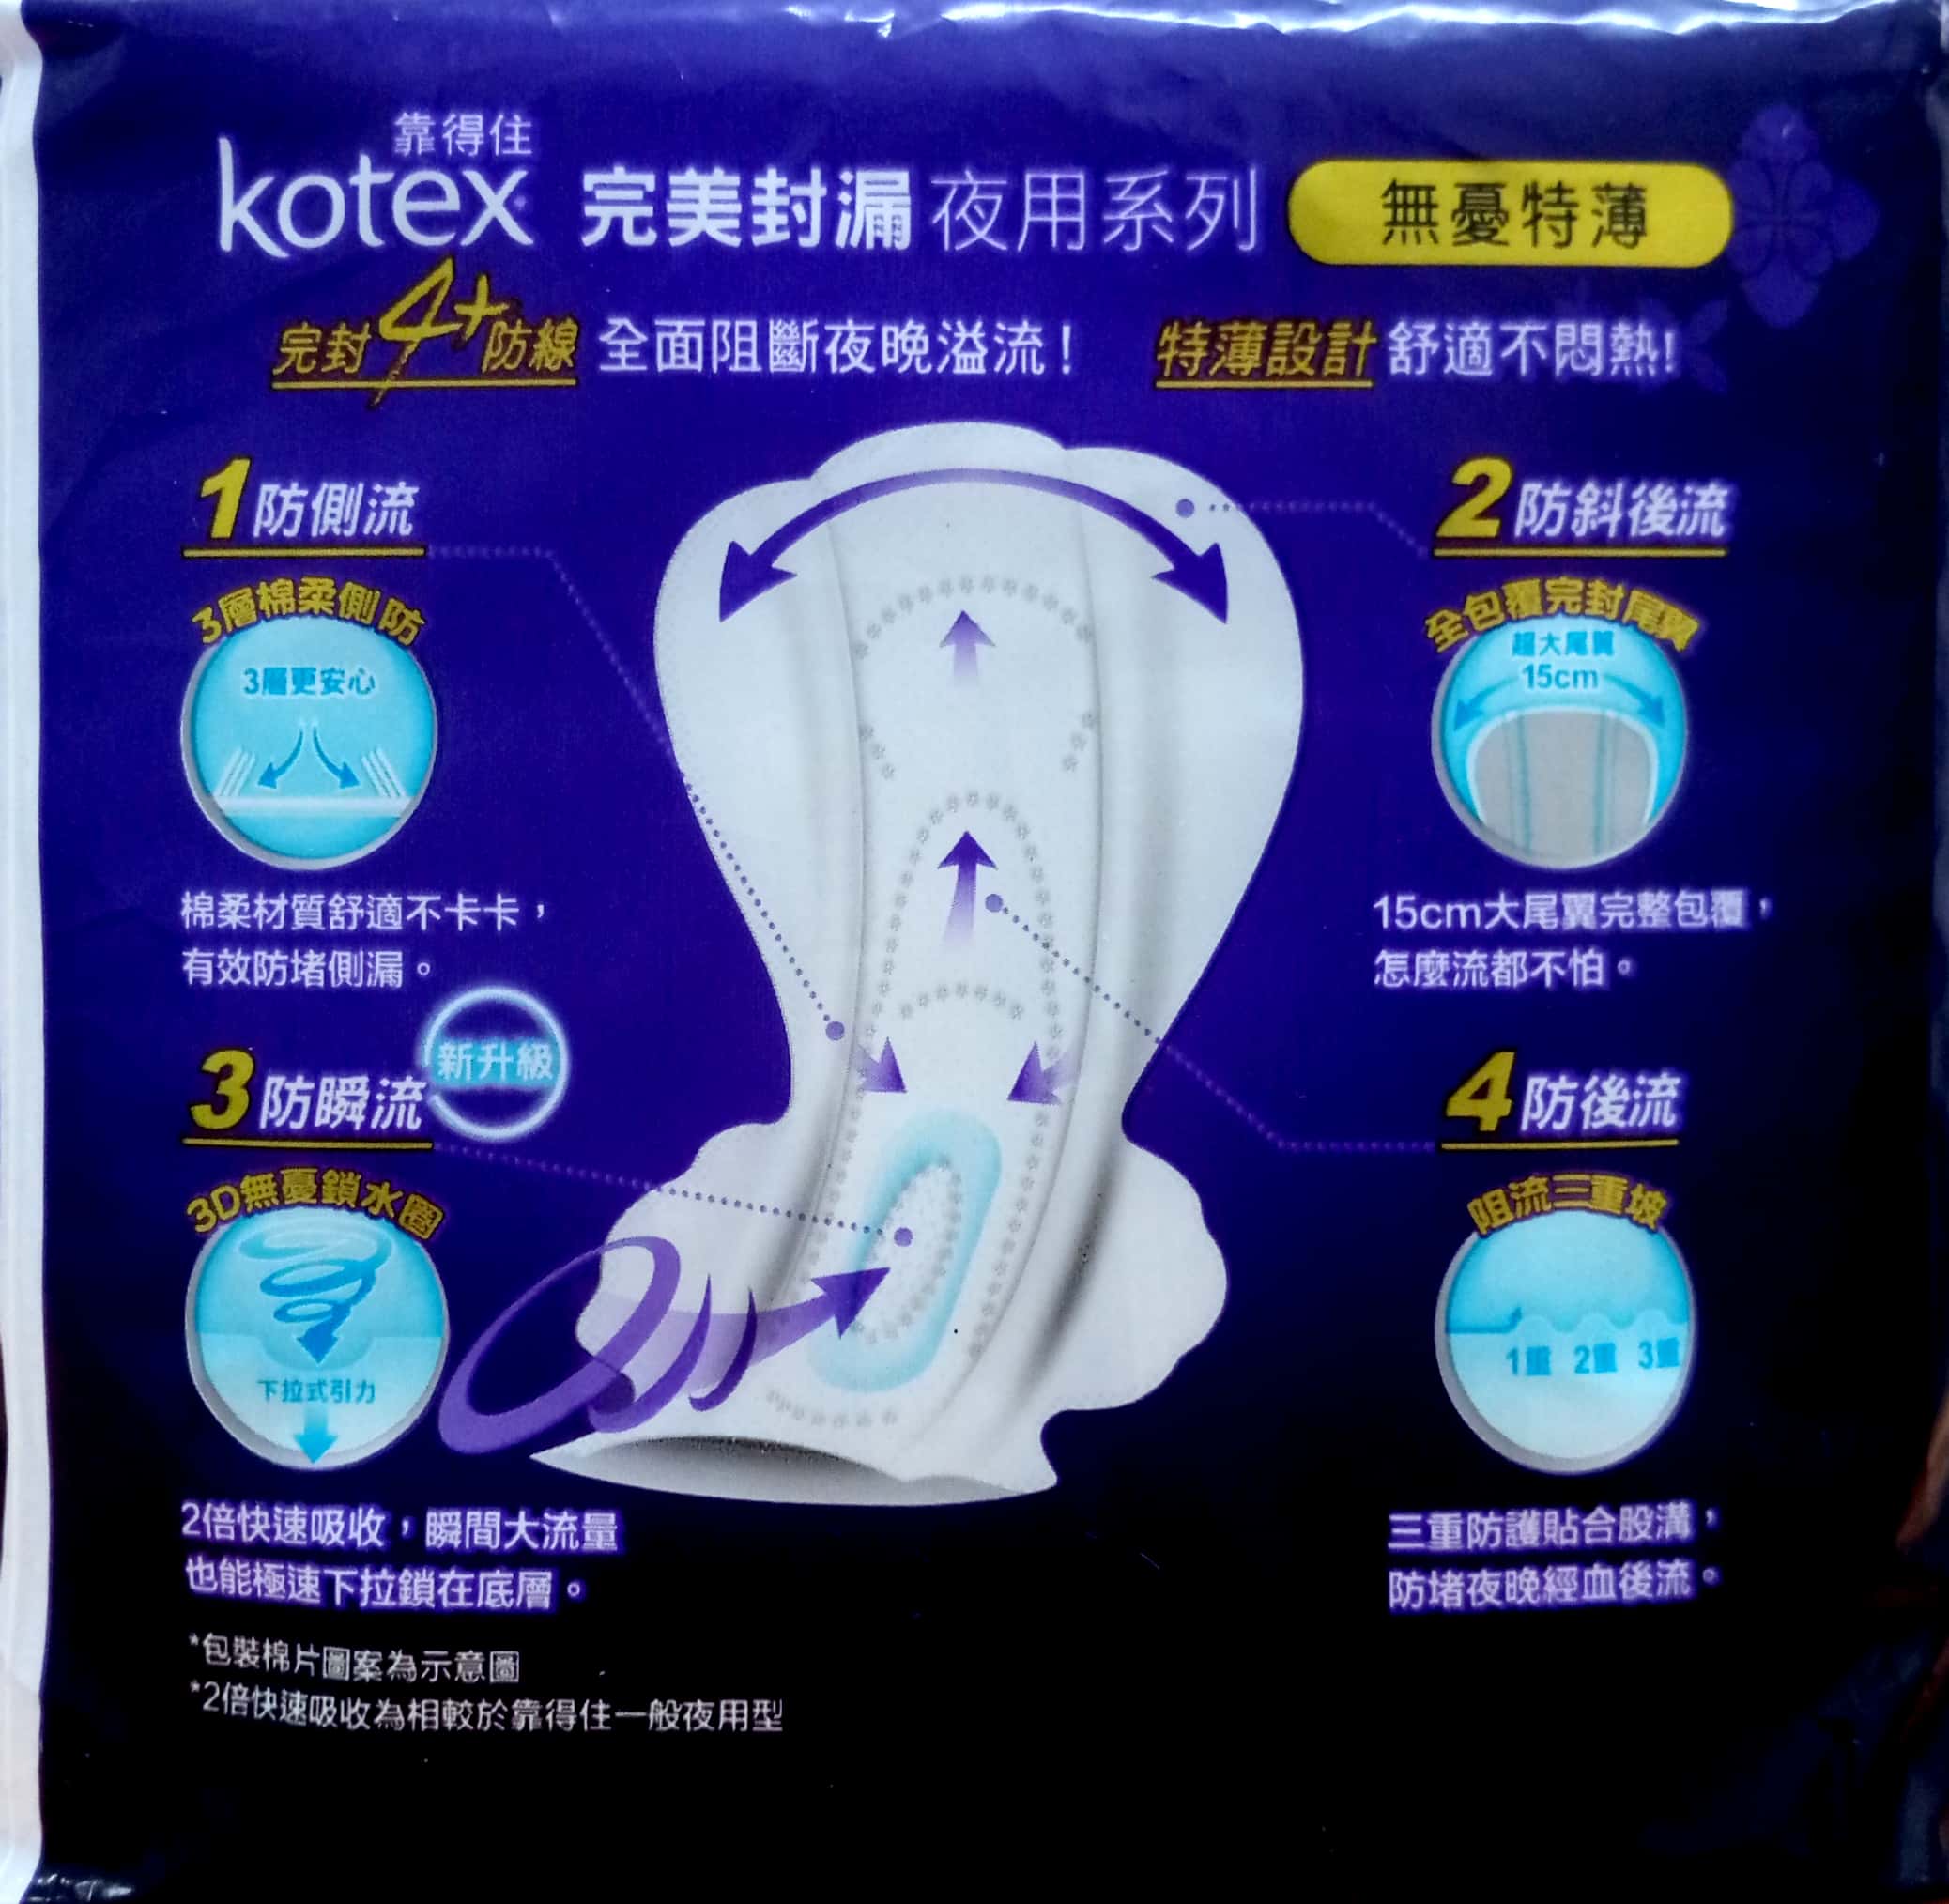 靠得住
kotex 完美封漏 夜用系列 無憂特薄
完封4+防線 全面阻斷夜晚溢流! 特薄設計 舒適不悶熱!
1 防側流
3層棉柔側防
3層更安心
棉柔材質舒適不卡卡，
有效防堵側漏。
2 防斜後流
全包覆完封尾翼
超大尾翼
15cm
15cm大尾翼完整包覆，
怎麼流都不怕。
3 防瞬流 新升級
3D無憂鎖水圈
下拉式引力
2倍快速吸收，瞬間大流量
也能極速下拉鎖在底層。
4 防後流
阻流三重坡
1重 2重 3重
三重防護貼合股溝，
防堵夜晚經血後流。
*包裝棉片圖案為示意圖
*2倍快速吸收為相較於靠得住一般夜用型